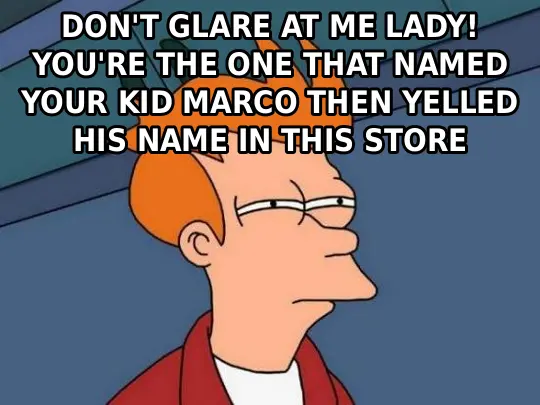 DON'T GLARE AT ME LADY!
YOU'RE THE ONE THAT NAMED
YOUR KID MARCO THEN YELLED
HIS NAME IN THIS STORE